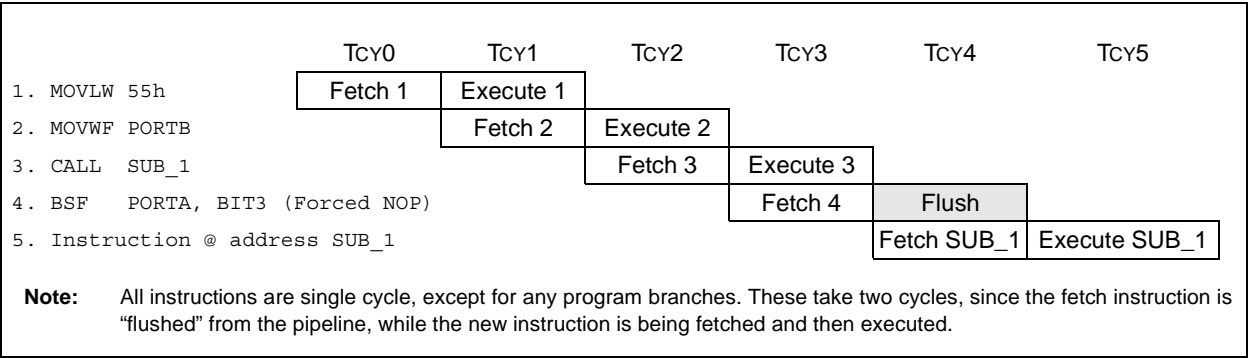 TCY0 TCY1 TCY2 TCY3 TCY4 TCY5
1. MOVLW 55h Fetch 1 Execute 1
2. MOVWF PORTB Fetch 2 Execute 2
3. CALL SUB_1 Fetch 3 Execute 3
4. BSF PORTA, BIT3 (Forced NOP) Fetch 4 Flush
5. Instruction @ address SUB_1 Fetch SUB_1 Execute SUB_1
Note: All instructions are single cycle, except for any program branches. These take two cycles, since the fetch instruction is
“flushed” from the pipeline, while the new instruction is being fetched and then executed.